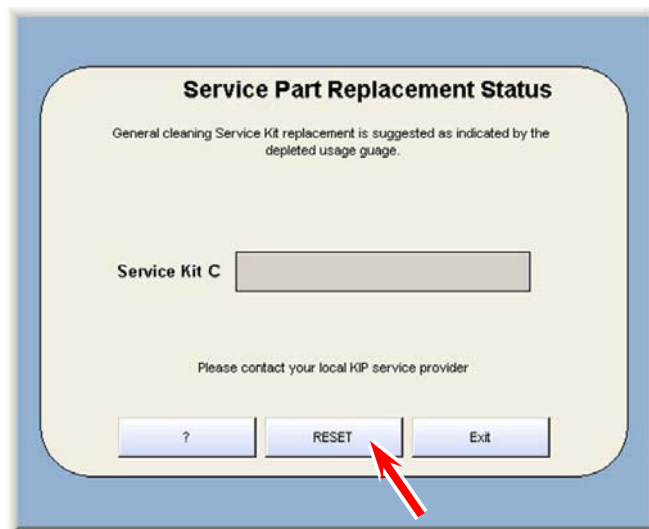 Service Part Replacement Status
General cleaning Service Kit replacement is suggested as indicated by the
depleted usage guage.
Service Kit C
Please contact your local KIP service provider
?
RESET
Exit